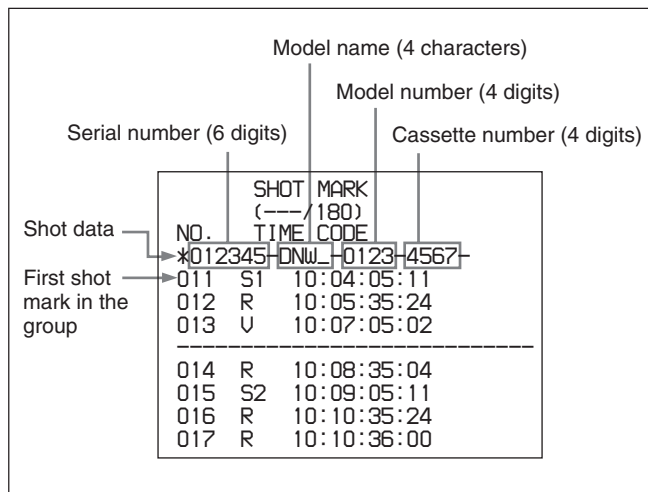 Model name (4 characters)
Model number (4 digits)
Serial number (6 digits)
Cassette number (4 digits)
SHOT MARK
(---/180)
NO. TIME CODE
Shot data
*012345-DNW_-0123-4567-
First shot
mark in the
group
011 S1 10:04:05:11
012 R 10:05:35:24
013 V 10:07:05:02
------------------------------
014 R 10:08:35:04
015 S2 10:09:05:11
016 R 10:10:35:24
017 R 10:10:36:00